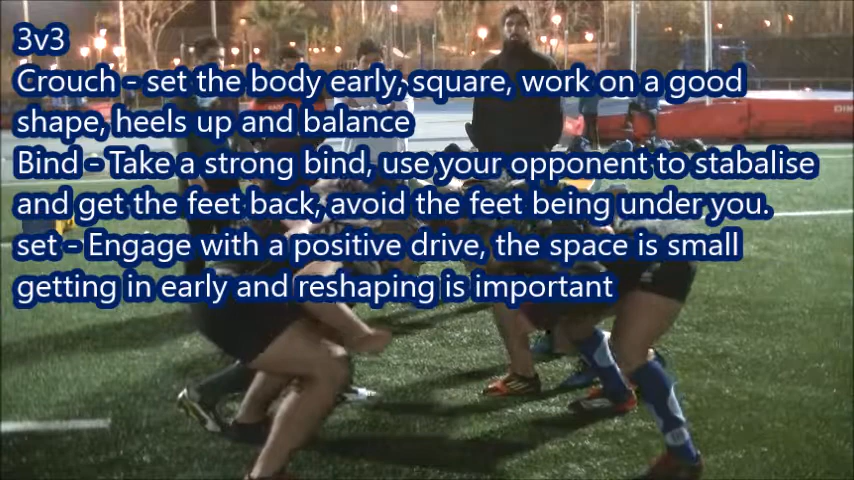 3v3
Crouch - set the body early, square, work on a good
shape, heels up and balance
Bind - Take a strong bind, use your opponent to stabalise
and get the feet back, avoid the feet being under you.
set - Engage with a positive drive, the space is small
getting in early and reshaping is important